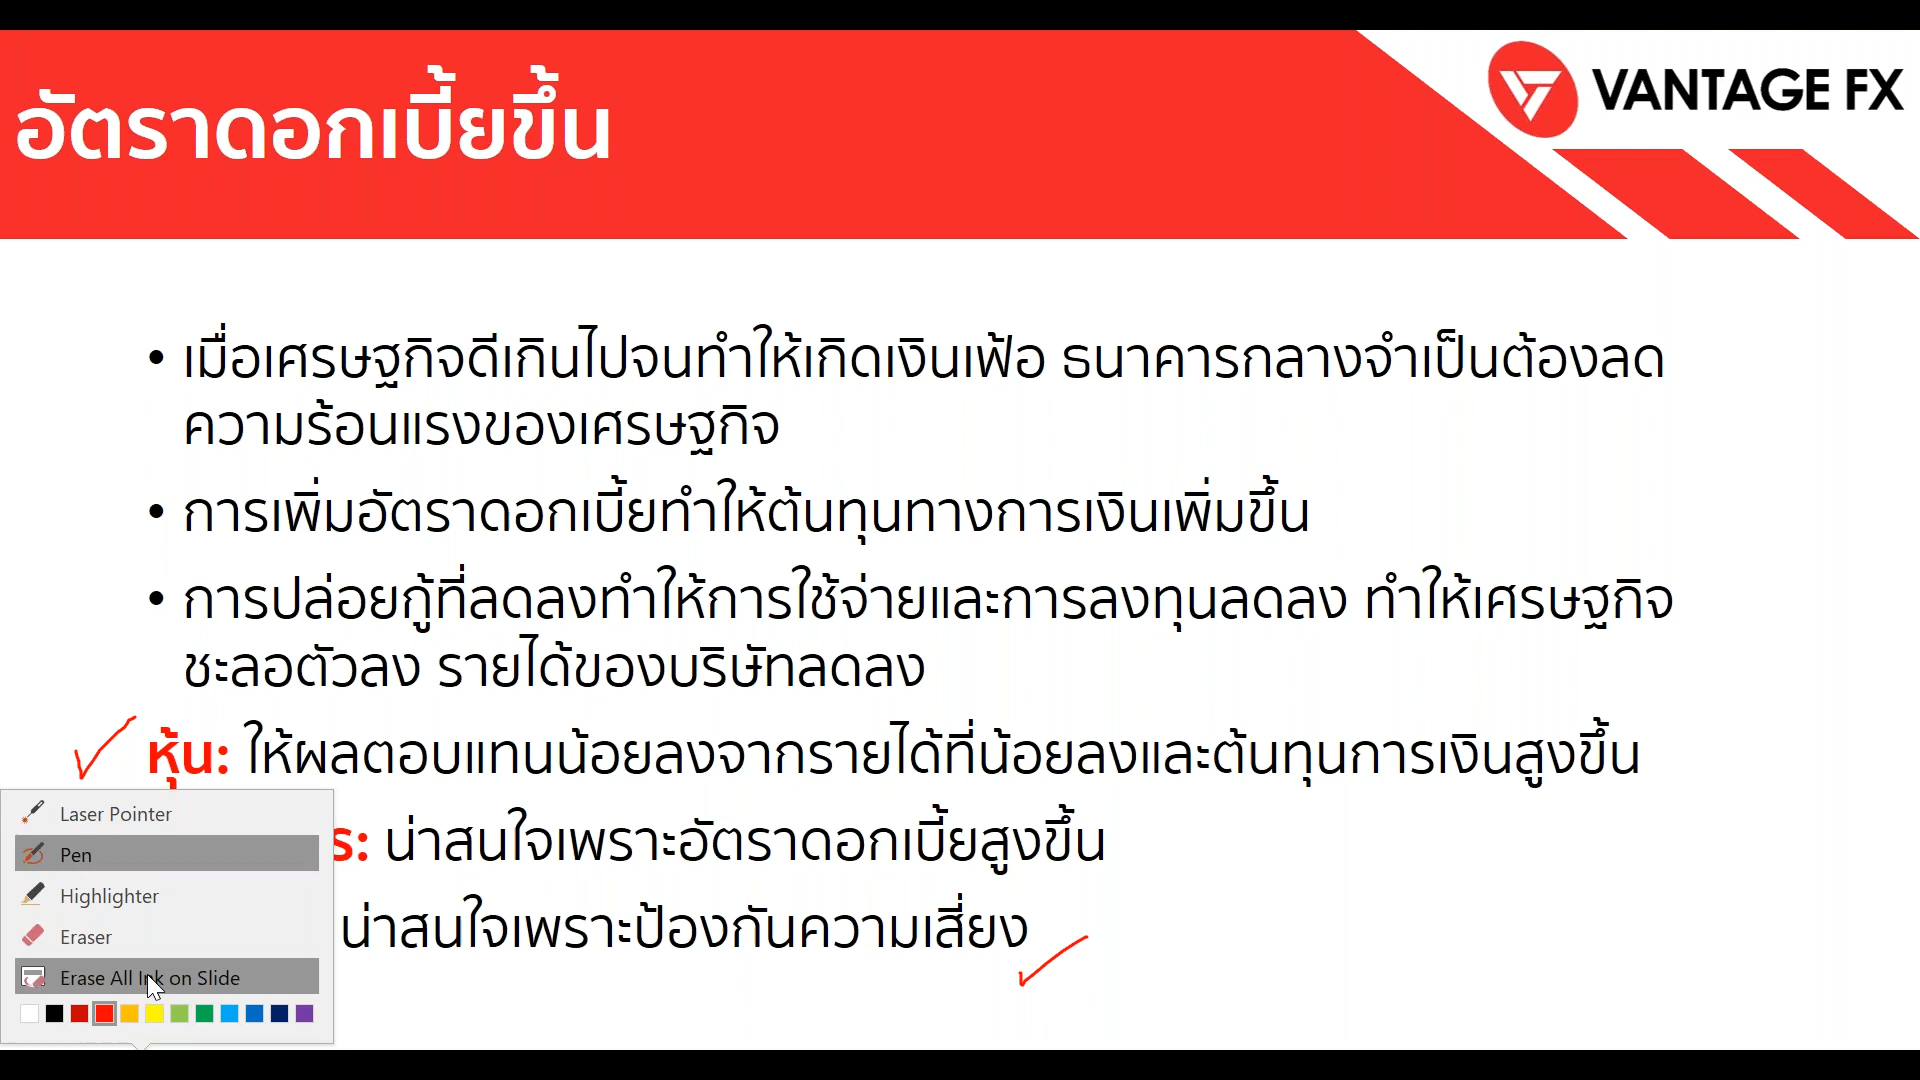 อัตราดอกเบี้ยขึ้น
VANTAGE FX
• เมื่อเศรษฐกิจดีเกินไปจนทำให้เกิดเงินเฟ้อ ธนาคารกลางจำเป็นต้องลด
ความร้อนแรงของเศรษฐกิจ
• การเพิ่มอัตราดอกเบี้ยทำให้ต้นทุนทางการเงินเพิ่มขึ้น
• การปล่อยกู้ที่ลดลงทำให้การใช้จ่ายและการลงทุนลดลง ทำให้เศรษฐกิจ
ชะลอตัวลง รายได้ของบริษัทลดลง
หุ้น: ให้ผลตอบแทนน้อยลงจากรายได้ที่น้อยลงและต้นทุนการเงินสูงขึ้น
ร: น่าสนใจเพราะอัตราดอกเบี้ยสูงขึ้น
น่าสนใจเพราะป้องกันความเสี่ยง
Laser Pointer
Pen
Highlighter
Eraser
Erase All Ink on Slide